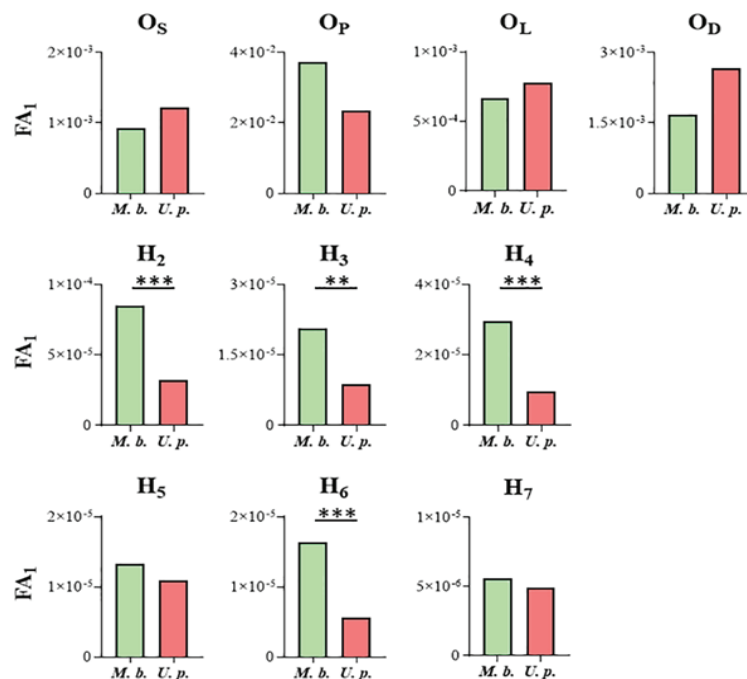 O_S O_P O_L O_D
FA₁
2×10⁻³
1×10⁻³
0
M. b. U. p.
4×10⁻²
2×10⁻²
0
M. b. U. p.
1×10⁻³
5×10⁻⁴
0
M. b. U. p.
3×10⁻³
1.5×10⁻³
0
M. b. U. p.
H₂ H₃ H₄
FA₁
1×10⁻⁴
***
5×10⁻⁵
0
M. b. U. p.
3×10⁻⁵
**
1.5×10⁻⁵
0
M. b. U. p.
4×10⁻⁵
***
2×10⁻⁵
0
M. b. U. p.
H₅ H₆ H₇
FA₁
2×10⁻⁵
1×10⁻⁵
0
M. b. U. p.
2×10⁻⁵
***
1×10⁻⁵
0
M. b. U. p.
1×10⁻⁵
5×10⁻⁶
0
M. b. U. p.